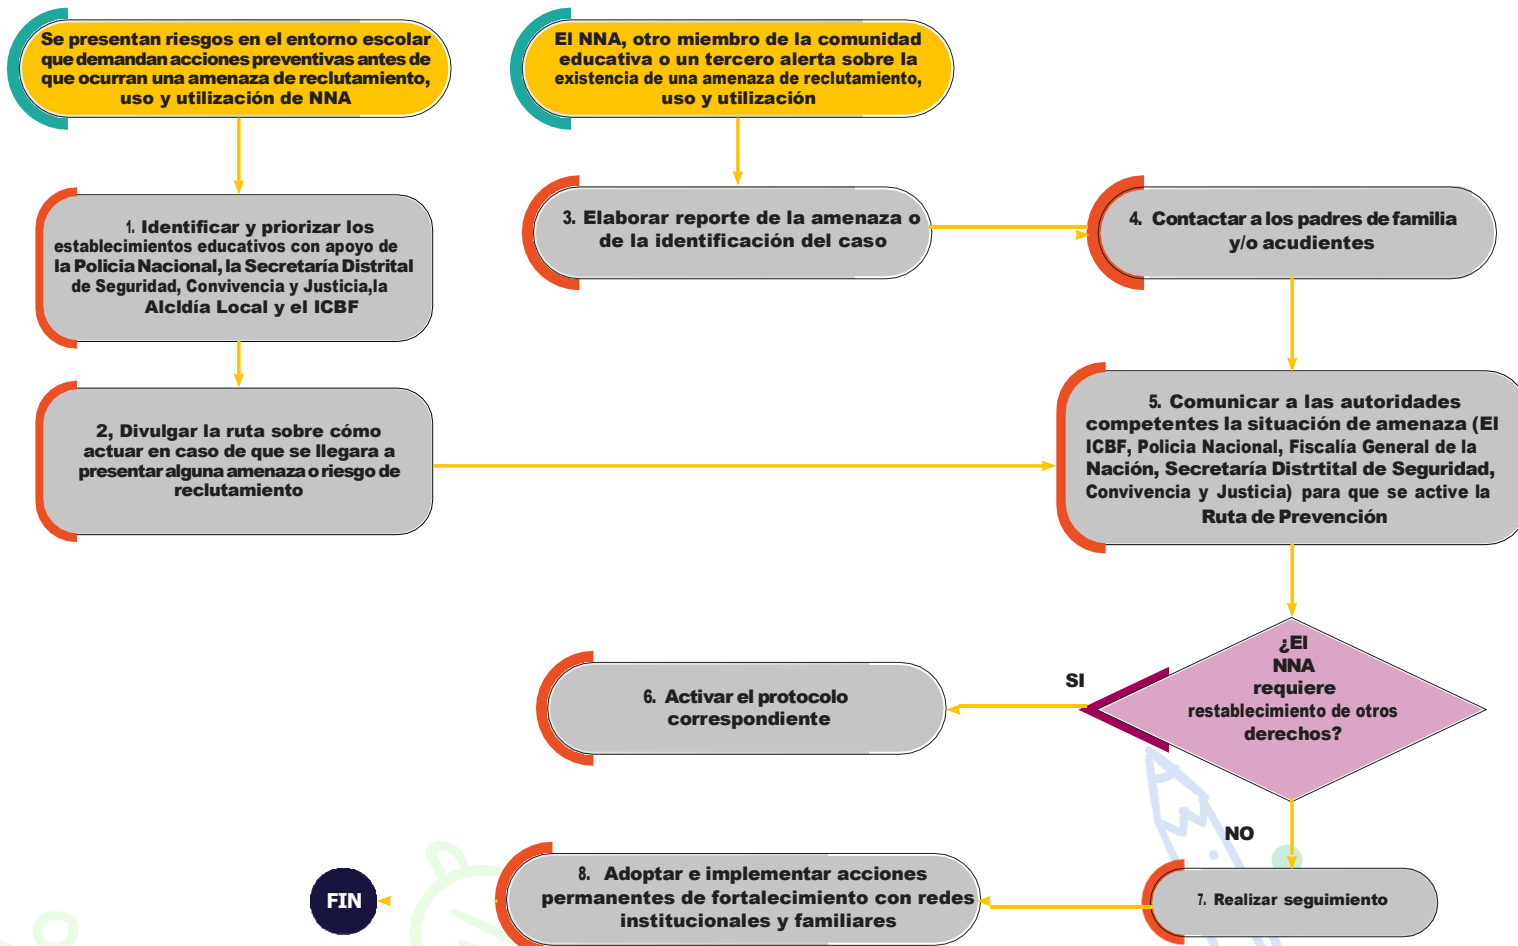 Se presentan riesgos en el entorno escolar
que demandan acciones preventivas antes de
que ocurran una amenaza de reclutamiento,
uso y utilización de NNA
El NNA, otro miembro de la comunidad
educativa o un tercero alerta sobre la
existencia de una amenaza de reclutamiento,
uso y utilización
1. Identificar y priorizar los
establecimientos educativos con apoyo de
la Policia Nacional, la Secretaría Distrital
de Seguridad, Convivencia y Justicia,la
Alcldía Local y el ICBF
3. Elaborar reporte de la amenaza o
de la identificación del caso
4. Contactar a los padres de familia
y/o acudientes
2, Divulgar la ruta sobre cómo
actuar en caso de que se llegara a
presentar alguna amenaza o riesgo de
reclutamiento
5. Comunicar a las autoridades
competentes la situación de amenaza (El
ICBF, Policia Nacional, Fiscalía General de la
Nación, Secretaría Distrtital de Seguridad,
Convivencia y Justicia) para que se active la
Ruta de Prevención
¿El
NNA
requiere
restablecimiento de otros
derechos?
SI
6. Activar el protocolo
correspondiente
NO
7. Realizar seguimiento
8. Adoptar e implementar acciones
permanentes de fortalecimiento con redes
institucionales y familiares
FIN